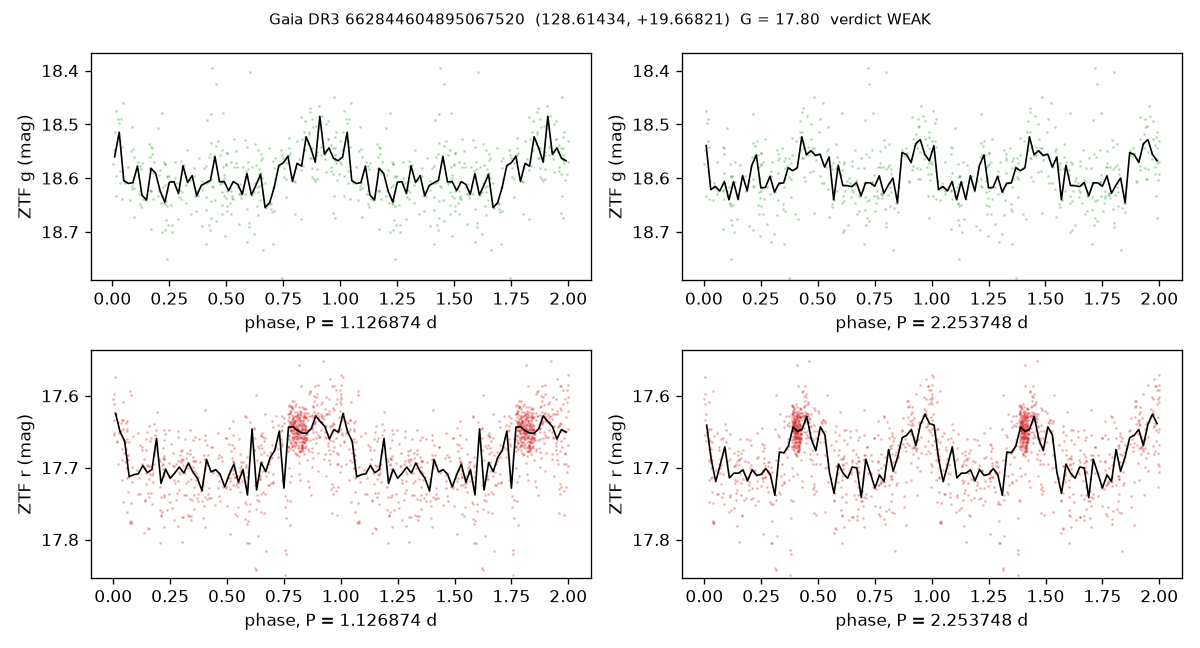 Gaia DR3 662844604895067520  (128.61434, +19.66821)  G = 17.80  verdict WEAK
ZTF g (mag)
18.4
18.5
18.6
18.7
0.00 0.25 0.50 0.75 1.00 1.25 1.50 1.75 2.00
phase, P = 1.126874 d
ZTF g (mag)
18.4
18.5
18.6
18.7
0.00 0.25 0.50 0.75 1.00 1.25 1.50 1.75 2.00
phase, P = 2.253748 d
ZTF r (mag)
17.6
17.7
17.8
0.00 0.25 0.50 0.75 1.00 1.25 1.50 1.75 2.00
phase, P = 1.126874 d
ZTF r (mag)
17.6
17.7
17.8
0.00 0.25 0.50 0.75 1.00 1.25 1.50 1.75 2.00
phase, P = 2.253748 d